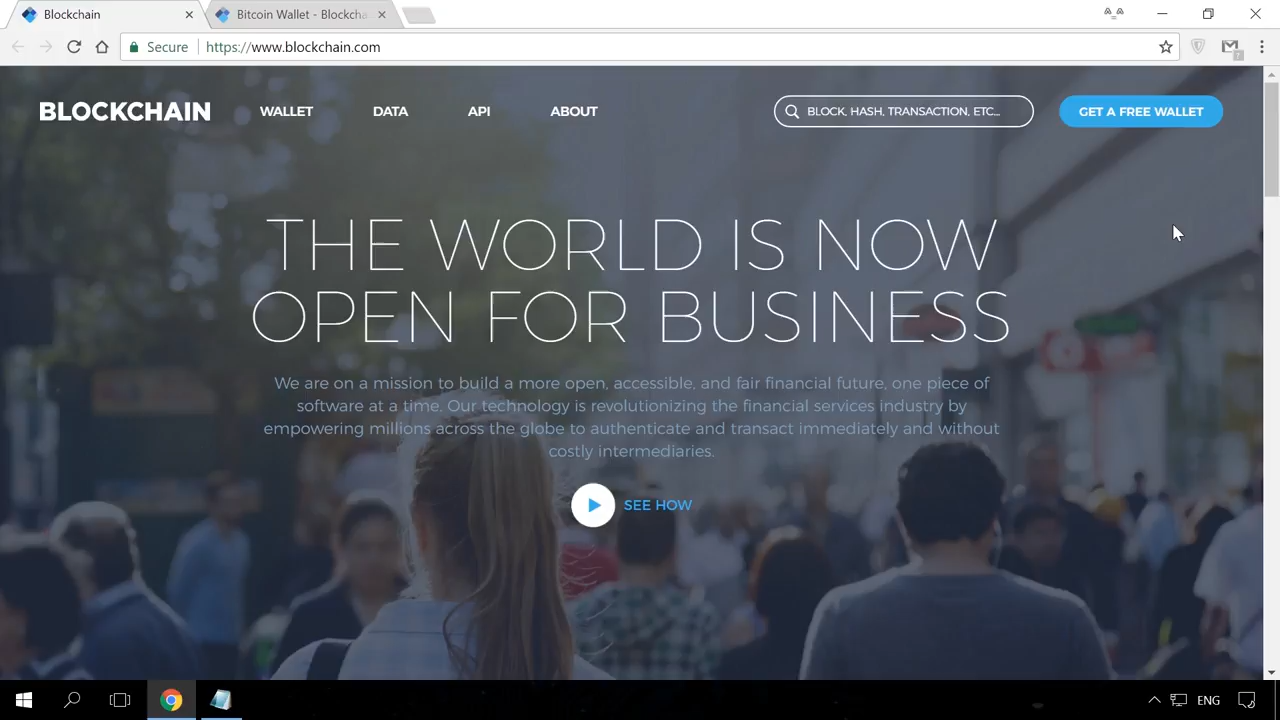 Blockchain
Bitcoin Wallet - Blockcha
Secure
https://www.blockchain.com
BLOCKCHAIN
WALLET
DATA
API
ABOUT
BLOCK, HASH, TRANSACTION, ETC...
GET A FREE WALLET
THE WORLD IS NOW
OPEN FOR BUSINESS
We are on a mission to build a more open, accessible, and fair financial future, one piece of
software at a time. Our technology is revolutionizing the financial services industry by
empowering millions across the globe to authenticate and transact immediately and without
costly intermediaries.
SEE HOW
ENG